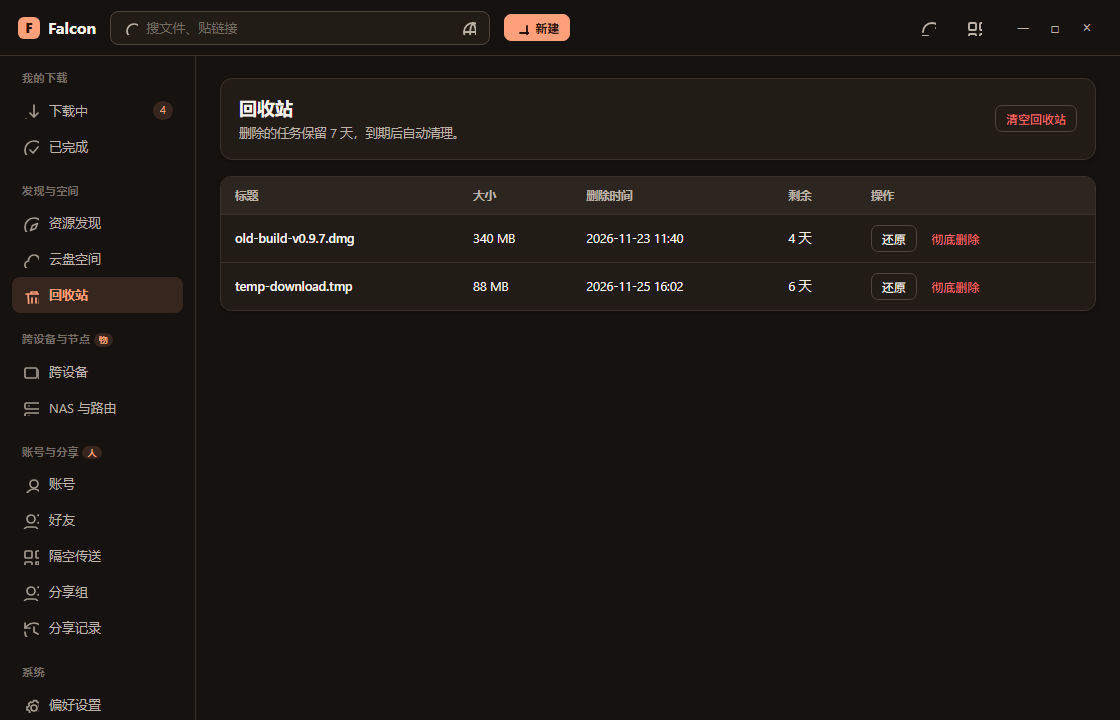 F Falcon 搜文件、贴链接 新建
我的下载
下载中 4
已完成
发现与空间
资源发现
云盘空间
回收站
跨设备与节点 物
跨设备
NAS 与路由
账号与分享 人
账号
好友
隔空传送
分享组
分享记录
系统
偏好设置
回收站
删除的任务保留 7 天，到期后自动清理。
清空回收站
标题 大小 删除时间 剩余 操作
old-build-v0.9.7.dmg 340 MB 2026-11-23 11:40 4 天 还原 彻底删除
temp-download.tmp 88 MB 2026-11-25 16:02 6 天 还原 彻底删除